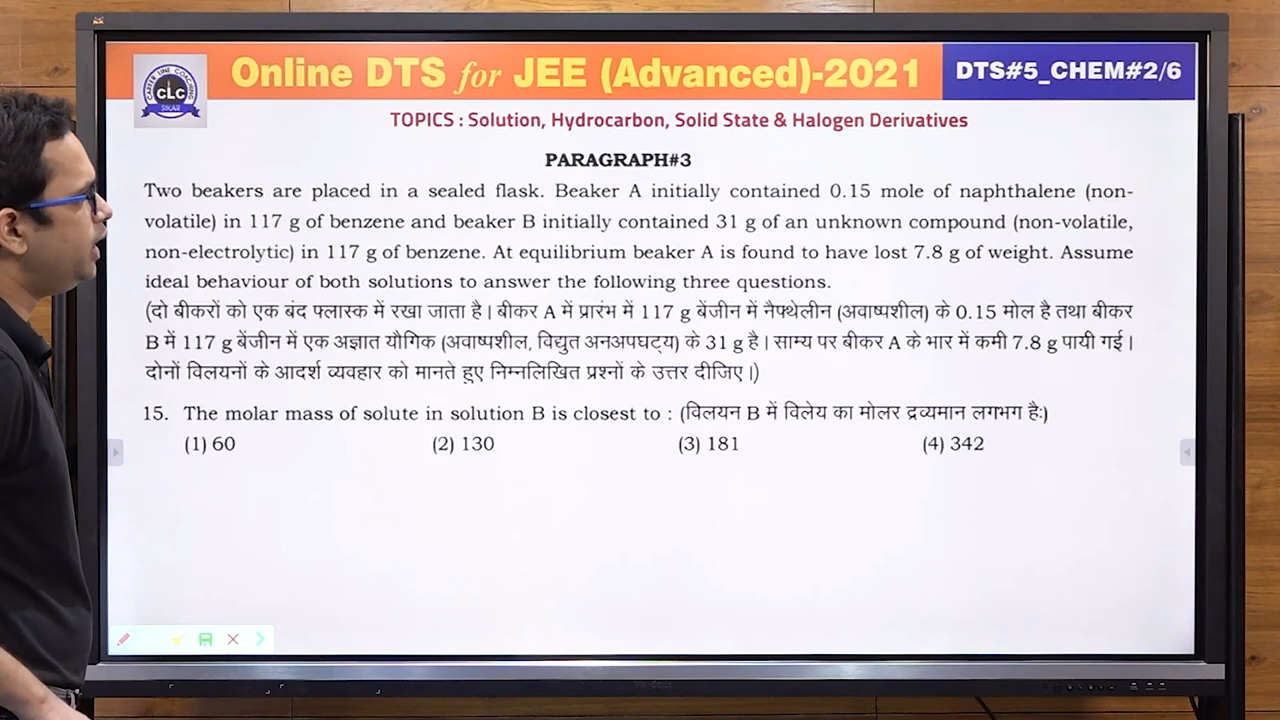 Online DTS for JEE (Advanced)-2021
DTS#5_CHEM#2/6
CAREER LINE COACHING
CLC
SIKAR
TOPICS : Solution, Hydrocarbon, Solid State & Halogen Derivatives
PARAGRAPH#3
Two beakers are placed in a sealed flask. Beaker A initially contained 0.15 mole of naphthalene (non-
volatile) in 117 g of benzene and beaker B initially contained 31 g of an unknown compound (non-volatile,
non-electrolytic) in 117 g of benzene. At equilibrium beaker A is found to have lost 7.8 g of weight. Assume
ideal behaviour of both solutions to answer the following three questions.
(दो बीकरों को एक बंद फ्लास्क में रखा जाता है। बीकर A में प्रारंभ में 117 g बेंजीन में नैफ्थेलीन (अवाष्पशील) के 0.15 मोल है तथा बीकर
B में 117 g बेंजीन में एक अज्ञात यौगिक (अवाष्पशील, विद्युत अनअपघट्य) के 31 g है। साम्य पर बीकर A के भार में कमी 7.8 g पायी गई।
दोनों विलयनों के आदर्श व्यवहार को मानते हुए निम्नलिखित प्रश्नों के उत्तर दीजिए।)
15. The molar mass of solute in solution B is closest to : (विलयन B में विलेय का मोलर द्रव्यमान लगभग है:)
(1) 60 (2) 130 (3) 181 (4) 342